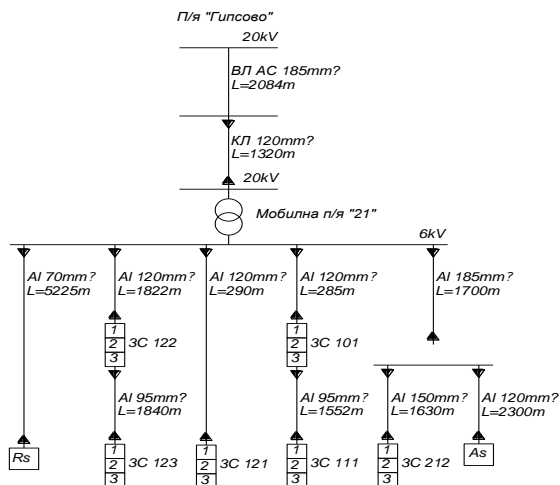 П/я "Гипсово"
20kV
ВЛ АС 185mm?
L=2084m
КЛ 120mm?
L=1320m
20kV
Мобилна п/я "21"
6kV
Al 70mm?
L=5225m
Al 120mm?
L=1822m
Al 120mm?
L=290m
Al 120mm?
L=285m
Al 185mm?
L=1700m
1
2
3
ЗС 122
1
2
3
ЗС 101
Al 95mm?
L=1840m
Al 95mm?
L=1552m
Al 150mm?
L=1630m
Al 120mm?
L=2300m
Rs
1
2
3
ЗС 123
1
2
3
ЗС 121
1
2
3
ЗС 111
1
2
3
ЗС 212
As